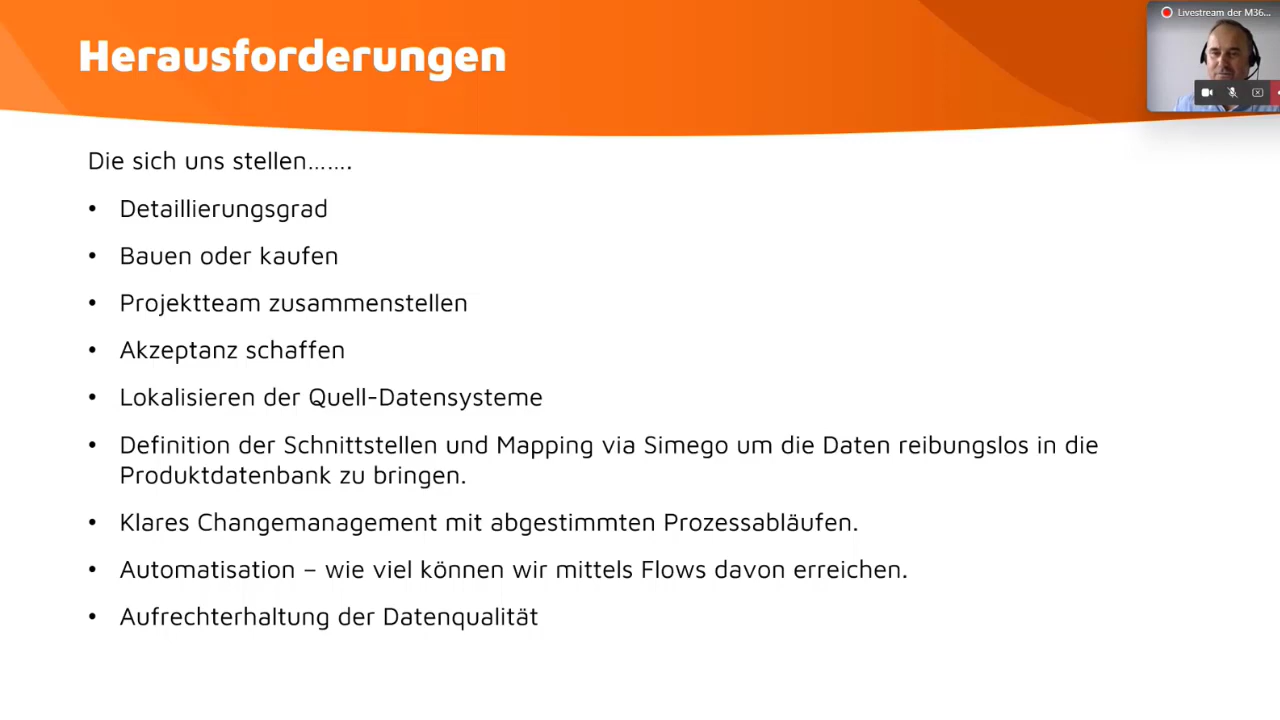 Herausforderungen
Livestream der M36...
Die sich uns stellen.......
• Detaillierungsgrad
• Bauen oder kaufen
• Projektteam zusammenstellen
• Akzeptanz schaffen
• Lokalisieren der Quell-Datensysteme
• Definition der Schnittstellen und Mapping via Simego um die Daten reibungslos in die
Produktdatenbank zu bringen.
• Klares Changemanagement mit abgestimmten Prozessabläufen.
• Automatisation – wie viel können wir mittels Flows davon erreichen.
• Aufrechterhaltung der Datenqualität